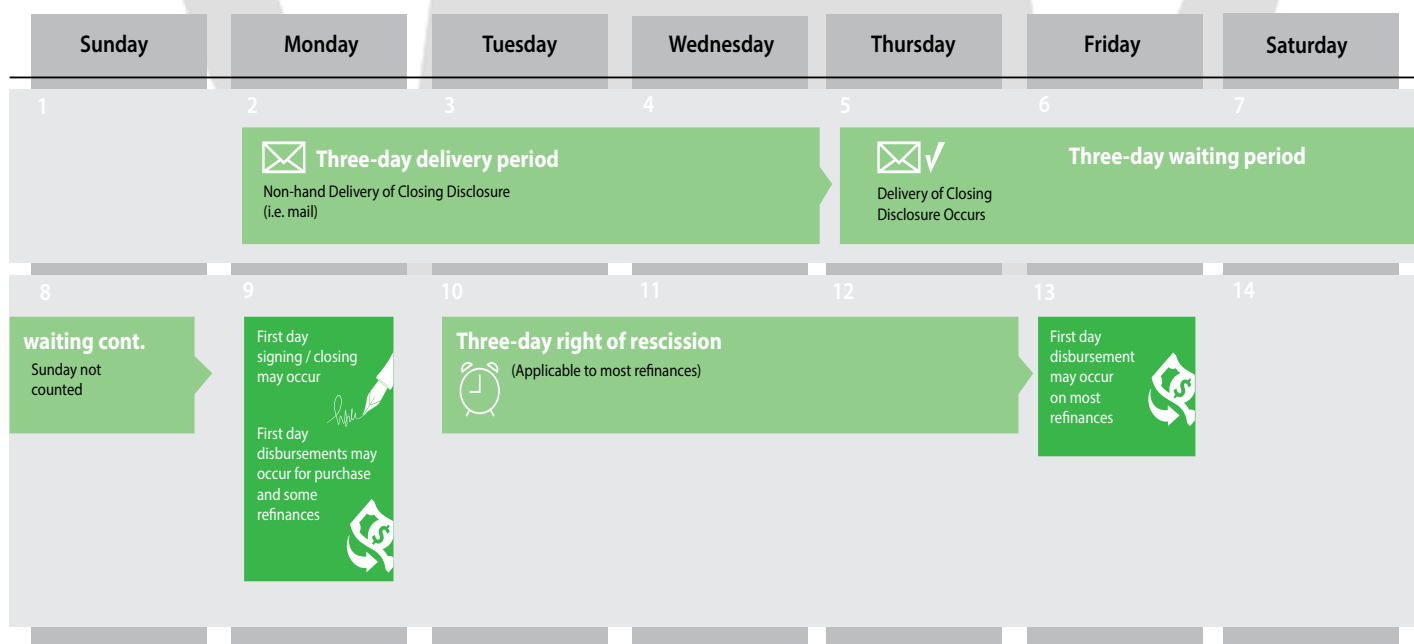 Sunday Monday Tuesday Wednesday Thursday Friday Saturday
1 2 3 4 5 6 7
Three-day delivery period
Non-hand Delivery of Closing Disclosure
(i.e. mail)
Three-day waiting period
Delivery of Closing
Disclosure Occurs
8 9 10 11 12 13 14
waiting cont.
Sunday not
counted
First day
signing / closing
may occur
First day
disbursements may
occur for purchase
and some
refinances
Three-day right of rescission
(Applicable to most refinances)
First day
disbursement
may occur
on most
refinances